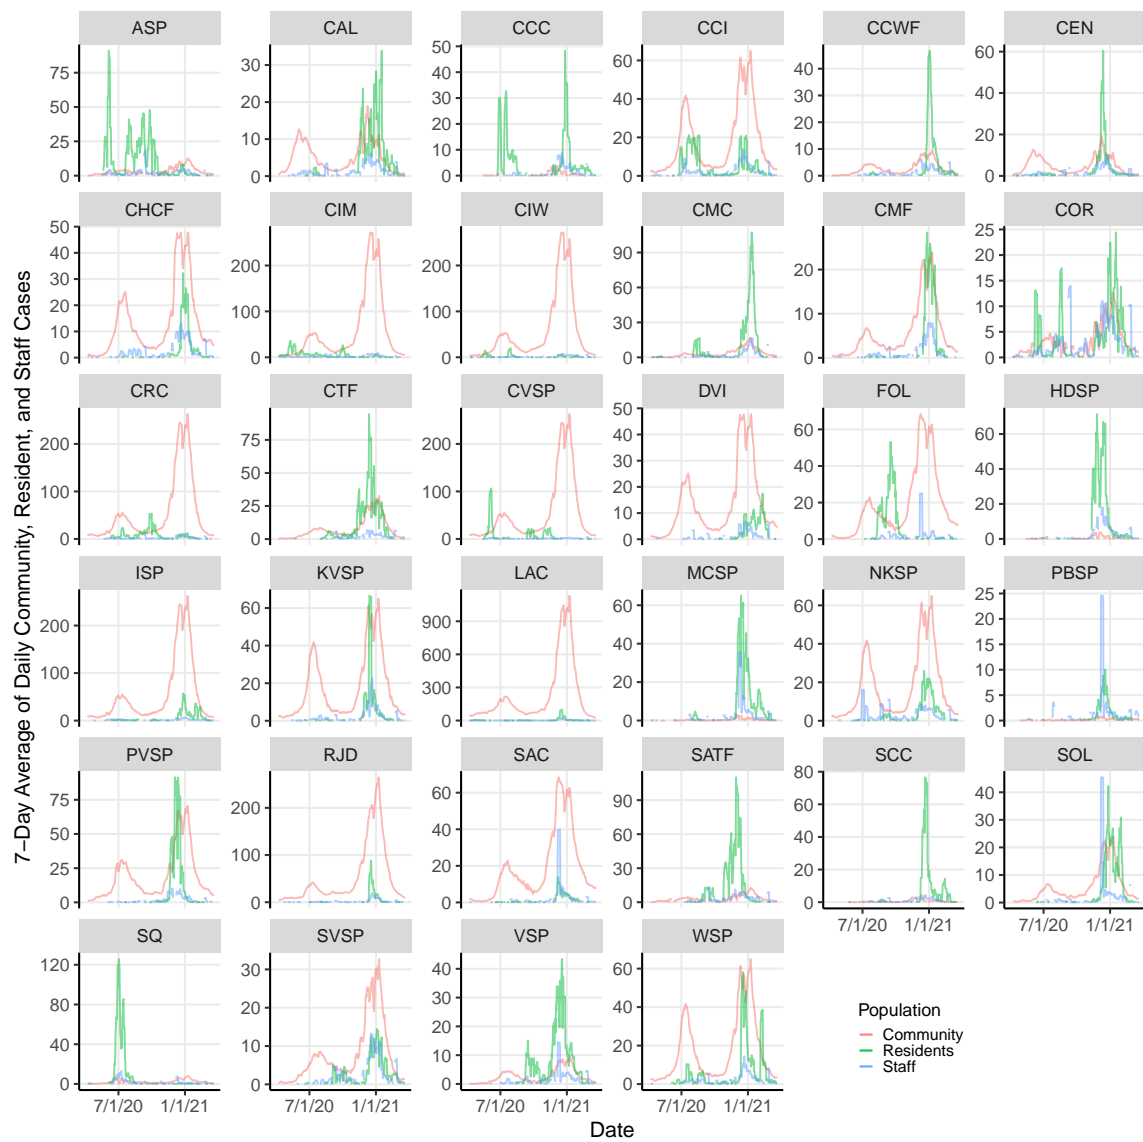 7−Day Average of Daily Community, Resident, and Staff Cases
ASP CAL CCC CCI CCWF CEN
75 50 25 0
30 20 10 0
50 40 30 20 10 0
60 40 20 0
40 30 20 10 0
60 40 20 0
CHCF CIM CIW CMC CMF COR
50 40 30 20 10 0
200 100 0
200 100 0
90 60 30 0
20 10 0
25 20 15 10 5 0
CRC CTF CVSP DVI FOL HDSP
200 100 0
75 50 25 0
200 100 0
50 40 30 20 10 0
60 40 20 0
60 40 20 0
ISP KVSP LAC MCSP NKSP PBSP
200 100 0
60 40 20 0
900 600 300 0
60 40 20 0
60 40 20 0
25 20 15 10 5 0
PVSP RJD SAC SATF SCC SOL
75 50 25 0
200 100 0
60 40 20 0
90 60 30 0
80 60 40 20 0
40 30 20 10 0
7/1/20 1/1/21 7/1/20 1/1/21
SQ SVSP VSP WSP
120 80 40 0
30 20 10 0
40 30 20 10 0
60 40 20 0
7/1/20 1/1/21 7/1/20 1/1/21 7/1/20 1/1/21 7/1/20 1/1/21
Date
Population
Community
Residents
Staff